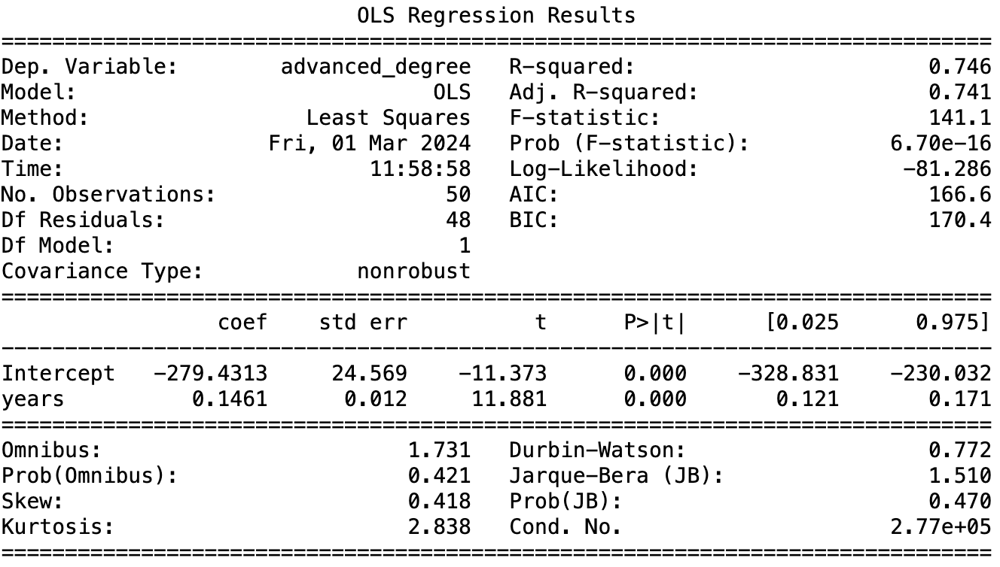 OLS Regression Results
==============================================================================
Dep. Variable:        advanced_degree   R-squared:                       0.746
Model:                            OLS   Adj. R-squared:                  0.741
Method:                 Least Squares   F-statistic:                     141.1
Date:                Fri, 01 Mar 2024   Prob (F-statistic):           6.70e-16
Time:                        11:58:58   Log-Likelihood:                -81.286
No. Observations:                  50   AIC:                             166.6
Df Residuals:                      48   BIC:                             170.4
Df Model:                           1
Covariance Type:            nonrobust
==============================================================================
                 coef    std err          t      P>|t|      [0.025      0.975]
------------------------------------------------------------------------------
Intercept   -279.4313     24.569    -11.373      0.000    -328.831    -230.032
years          0.1461      0.012     11.881      0.000       0.121       0.171
==============================================================================
Omnibus:                        1.731   Durbin-Watson:                   0.772
Prob(Omnibus):                  0.421   Jarque-Bera (JB):                1.510
Skew:                           0.418   Prob(JB):                        0.470
Kurtosis:                       2.838   Cond. No.                     2.77e+05
==============================================================================